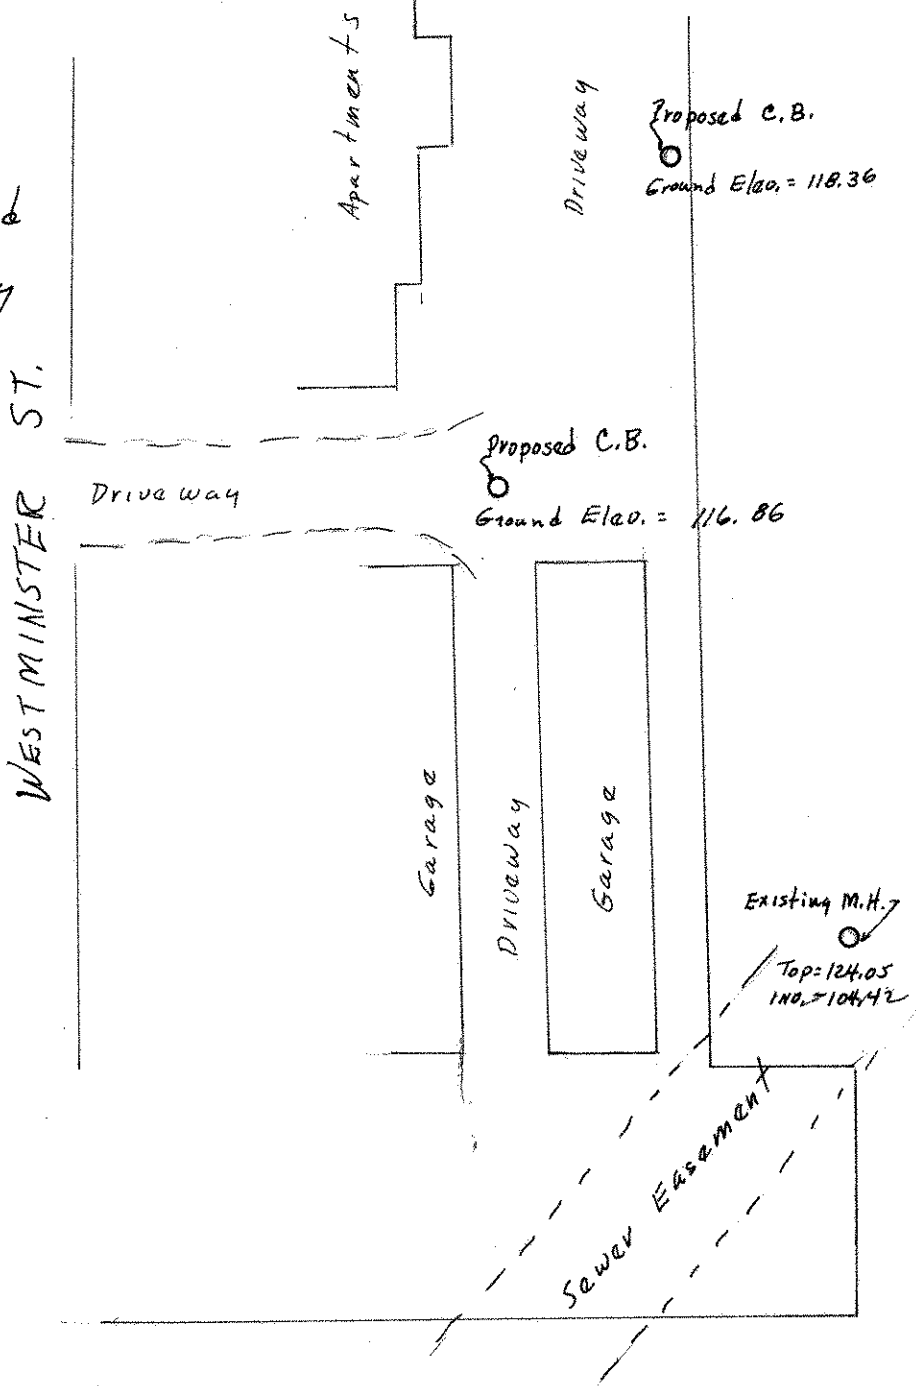 Apartments
Driveway
Proposed C.B.
Ground Elev. = 118.36
WESTMINSTER ST.
Proposed C.B.
Driveway
Ground Elev. = 116.86
Garage
Driveway
Garage
Existing M.H.
Top=124.05
INV.=104.42
Sewer Easement